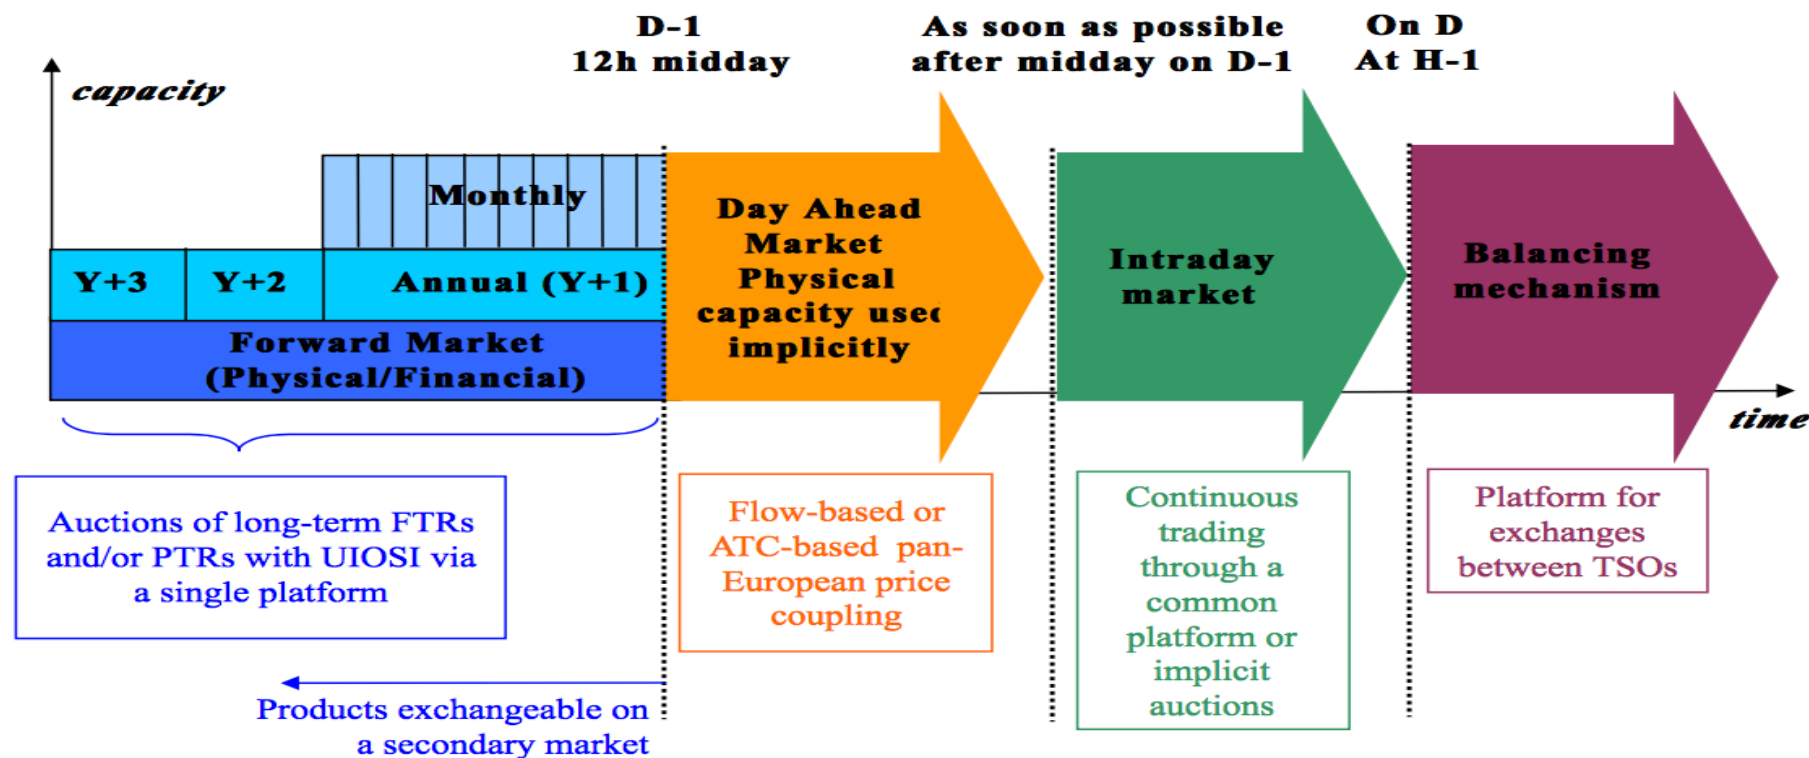 D-1
12h midday
As soon as possible
after midday on D-1
On D
At H-1
capacity
Monthly
Y+3
Y+2
Annual (Y+1)
Forward Market
(Physical/Financial)
Day Ahead
Market
Physical
capacity used
implicitly
Intraday
market
Balancing
mechanism
time
Auctions of long-term FTRs
and/or PTRs with UIOSI via
a single platform
Flow-based or
ATC-based pan-
European price
coupling
Continuous
trading
through a
common
platform or
implicit
auctions
Platform for
exchanges
between TSOs
Products exchangeable on
a secondary market